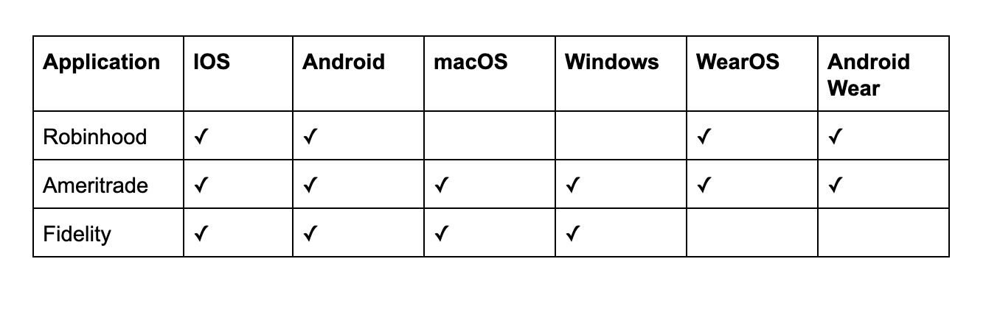 Application IOS Android macOS Windows WearOS Android
Wear
Robinhood ✓ ✓ ✓ ✓
Ameritrade ✓ ✓ ✓ ✓ ✓ ✓
Fidelity ✓ ✓ ✓ ✓